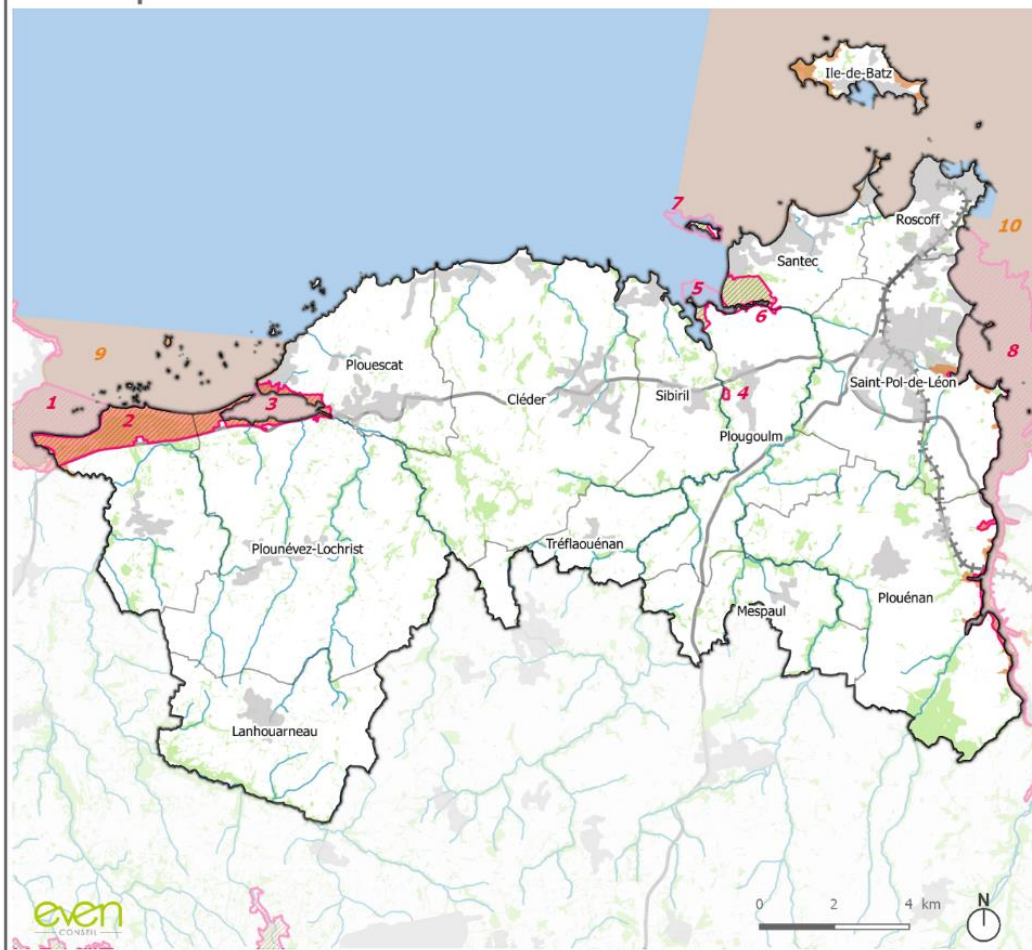 Ile-de-Batz
7
Roscoff
10
Santec
5
6
9
8
Plouescat
1
2
3
Cléder
Sibiril
4
Saint-Pol-de-Léon
Plougoulm
Plounévez-Lochrist
Tréflaouénan
Mespaul
Plouénan
Lanhouarneau
even
CONSEIL
0 2 4 km
N